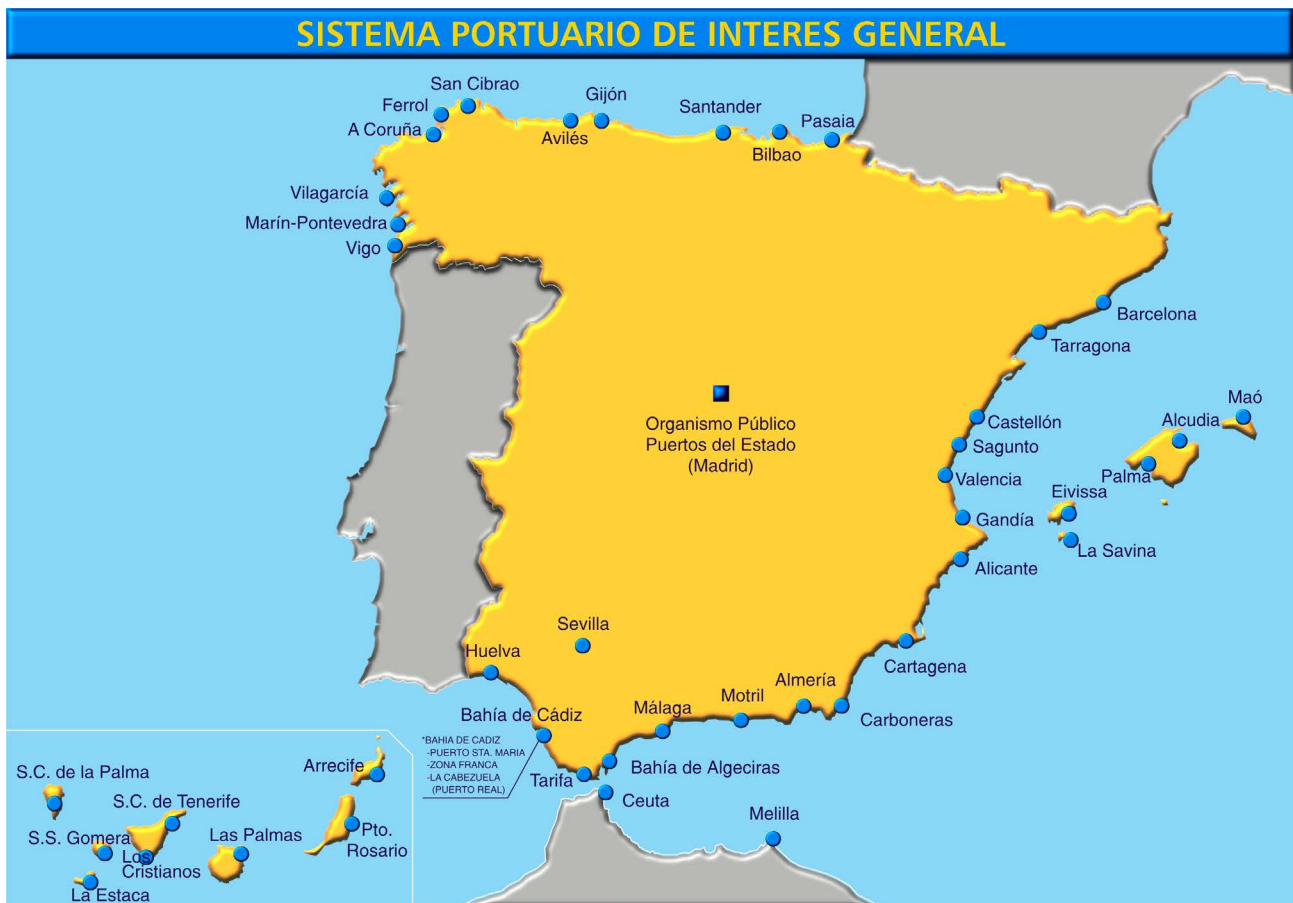 SISTEMA PORTUARIO DE INTERES GENERAL
San Cibrao
Ferrol
A Coruña
Gijón
Avilés
Santander
Bilbao
Pasaia
Vilagarcía
Marín-Pontevedra
Vigo
Barcelona
Tarragona
Organismo Público
Puertos del Estado
(Madrid)
Castellón
Sagunto
Valencia
Gandía
Alicante
Maó
Alcudia
Palma
Eivissa
La Savina
Sevilla
Huelva
Cartagena
Almería
Motril
Málaga
Carboneras
Bahía de Cádiz
*BAHIA DE CADIZ
-PUERTO STA. MARIA
-ZONA FRANCA
-LA CABEZUELA
(PUERTO REAL)
Tarifa
Bahía de Algeciras
Ceuta
Melilla
S.C. de la Palma
S.C. de Tenerife
S.S. Gomera
Los
Cristianos
La Estaca
Las Palmas
Arrecife
Pto.
Rosario